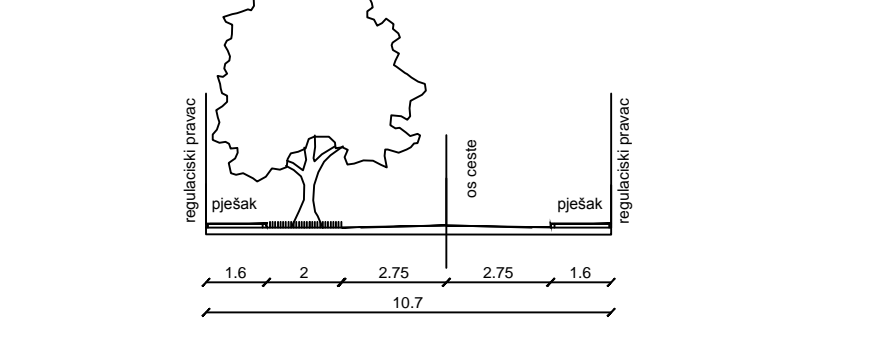 regulaciski pravac
pješak
os ceste
pješak
regulaciski pravac
1.6
2
2.75
2.75
1.6
10.7